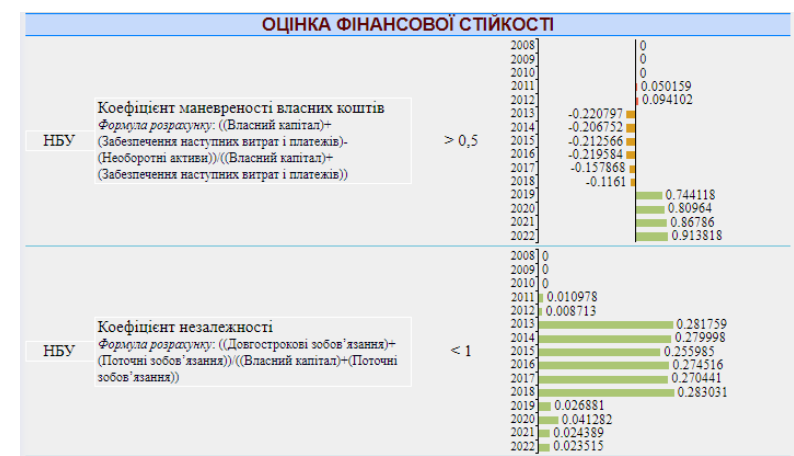 ОЦІНКА ФІНАНСОВОЇ СТІЙКОСТІ
НБУ
Коефіцієнт маневреності власних коштів
Формула розрахунку: ((Власний капітал)+
(Забезпечення наступних витрат і платежів)-
(Необоротні активи))/((Власний капітал)+
(Забезпечення наступних витрат і платежів))
> 0,5
2008 0
2009 0
2010 0
2011 0.050159
2012 0.094102
2013 -0.220797
2014 -0.206752
2015 -0.212566
2016 -0.219584
2017 -0.157868
2018 -0.1161
2019 0.744118
2020 0.80964
2021 0.86786
2022 0.913818
НБУ
Коефіцієнт незалежності
Формула розрахунку: ((Довгострокові зобов’язання)+
(Поточні зобов’язання))/((Власний капітал)+(Поточні
зобов’язання))
< 1
2008 0
2009 0
2010 0
2011 0.010978
2012 0.008713
2013 0.281759
2014 0.279998
2015 0.255985
2016 0.274516
2017 0.270441
2018 0.283031
2019 0.026881
2020 0.041282
2021 0.024389
2022 0.023515